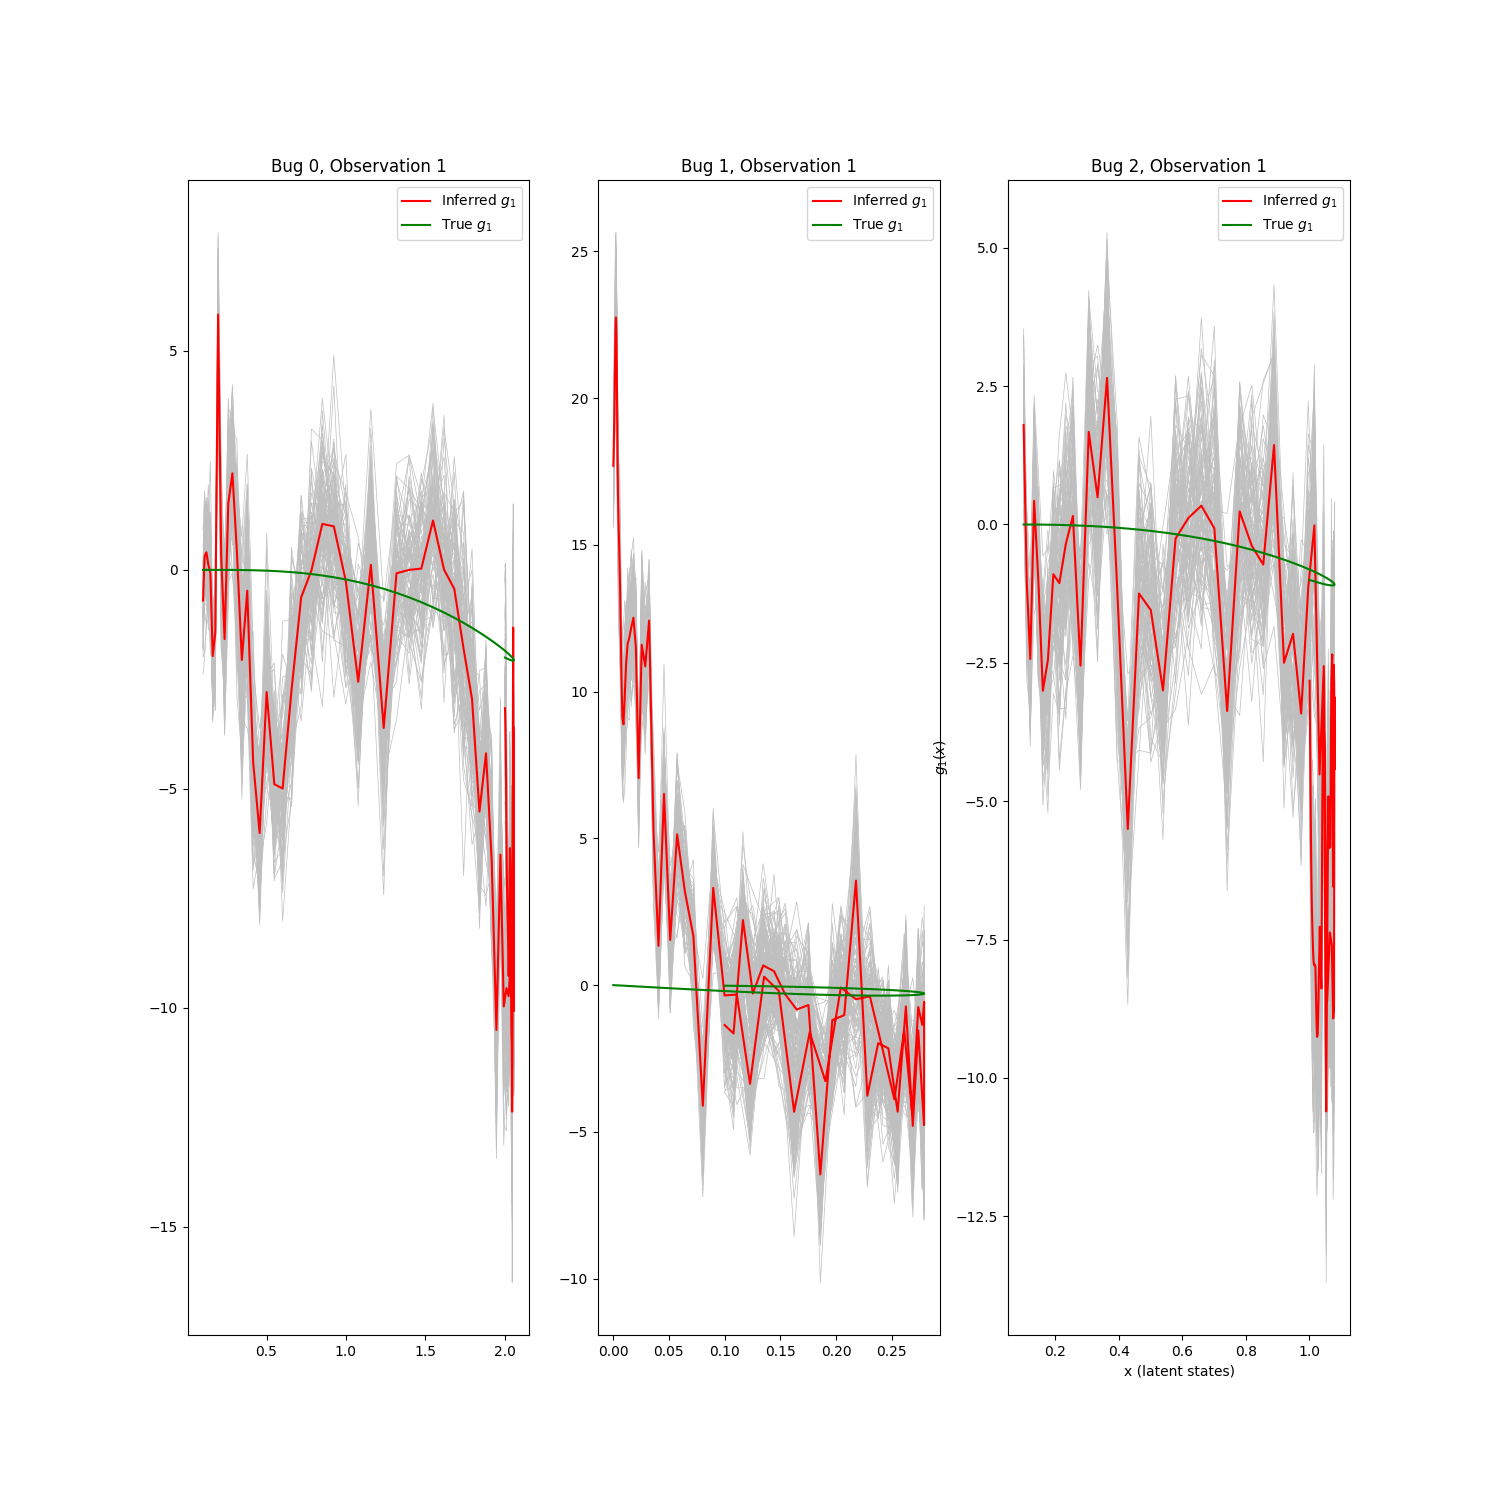 Bug 0, Observation 1
Inferred g₁
True g₁
5
0
−5
−10
−15
0.5 1.0 1.5 2.0
Bug 1, Observation 1
Inferred g₁
True g₁
25
20
15
10
5
0
−5
−10
0.00 0.05 0.10 0.15 0.20 0.25
Bug 2, Observation 1
Inferred g₁
True g₁
g₁(x)
5.0
2.5
0.0
−2.5
−5.0
−7.5
−10.0
−12.5
0.2 0.4 0.6 0.8 1.0
x (latent states)